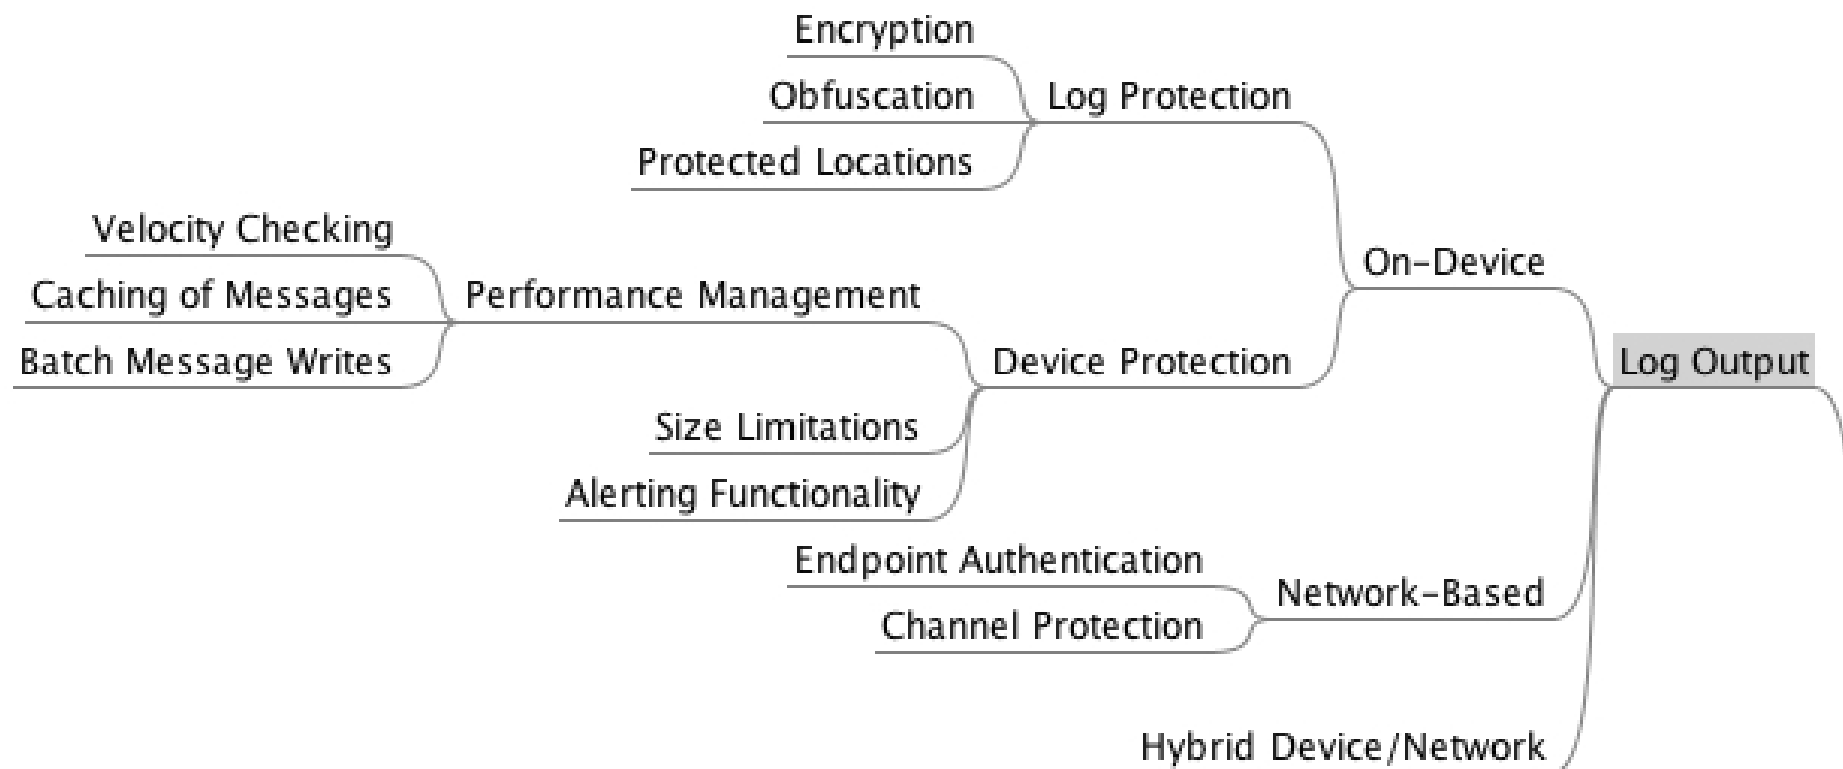 Encryption
Obfuscation
Log Protection
Protected Locations
Velocity Checking
On-Device
Caching of Messages
Performance Management
Batch Message Writes
Device Protection
Log Output
Size Limitations
Alerting Functionality
Endpoint Authentication
Network-Based
Channel Protection
Hybrid Device/Network